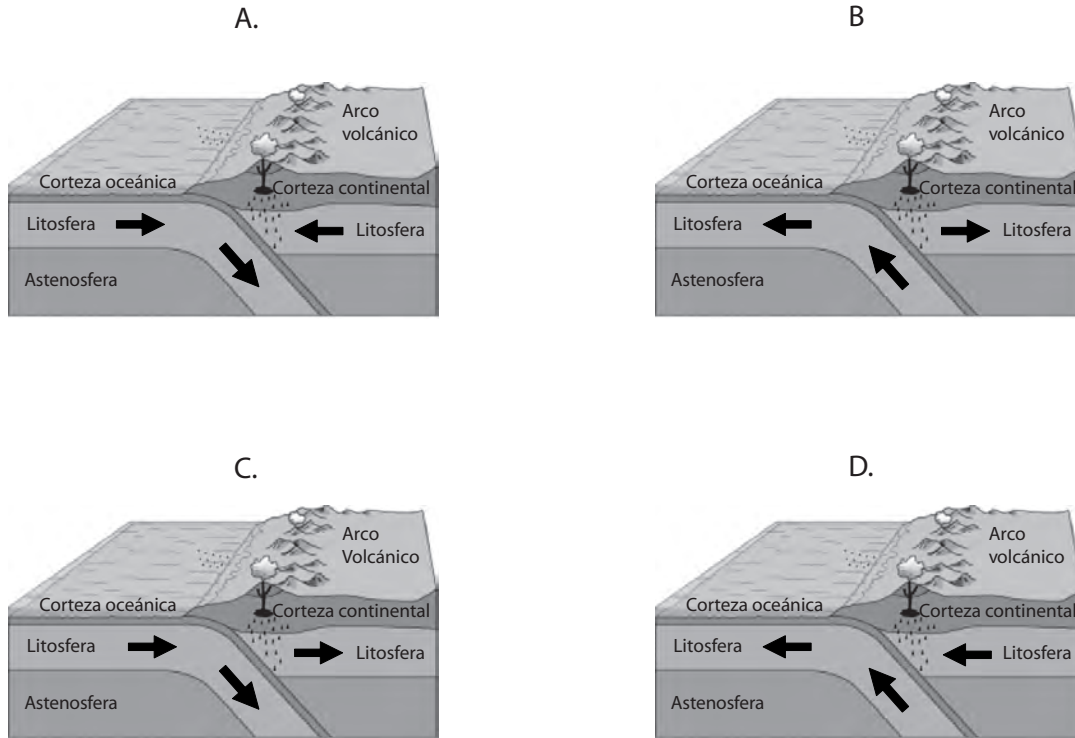 A.
Arco
volcánico
Corteza oceánica
Corteza continental
Litosfera
Litosfera
Astenosfera
B
Arco
volcánico
Corteza oceánica
Corteza continental
Litosfera
Litosfera
Astenosfera
C.
Arco
Volcánico
Corteza oceánica
Corteza continental
Litosfera
Litosfera
Astenosfera
D.
Arco
volcánico
Corteza oceánica
Corteza continental
Litosfera
Litosfera
Astenosfera